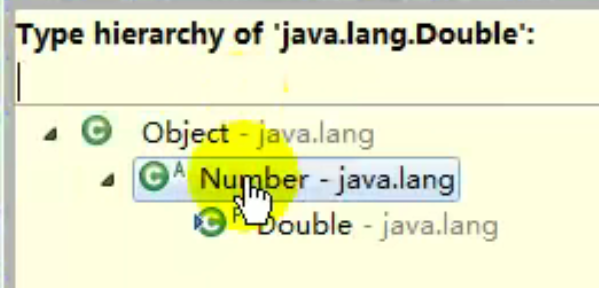 Type hierarchy of 'java.lang.Double':
Object - java.lang
A Number - java.lang
F Double - java.lang